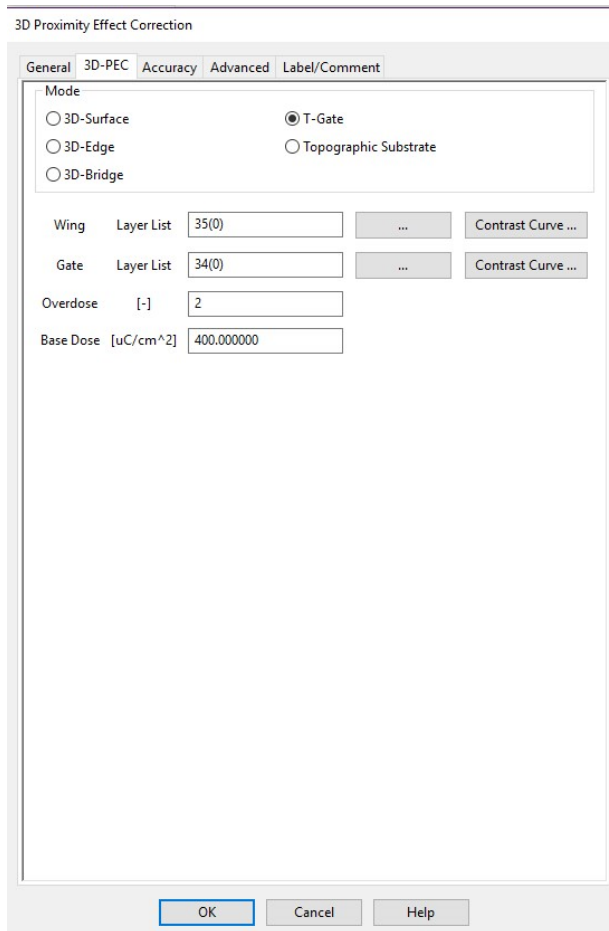 3D Proximity Effect Correction
General 3D-PEC Accuracy Advanced Label/Comment
Mode
3D-Surface T-Gate
3D-Edge Topographic Substrate
3D-Bridge
Wing Layer List 35(0) ... Contrast Curve ...
Gate Layer List 34(0) ... Contrast Curve ...
Overdose [-] 2
Base Dose [uC/cm^2] 400.000000
OK Cancel Help